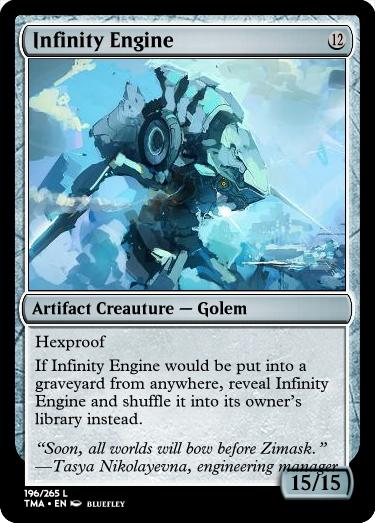 Infinity Engine 12
Artifact Creauture — Golem
Hexproof
If Infinity Engine would be put into a
graveyard from anywhere, reveal Infinity
Engine and shuffle it into its owner's
library instead.
"Soon, all worlds will bow before Zimask."
—Tasya Nikolayevna, engineering manager
15/15
196/265 L
TMA • EN BLUEFLEY